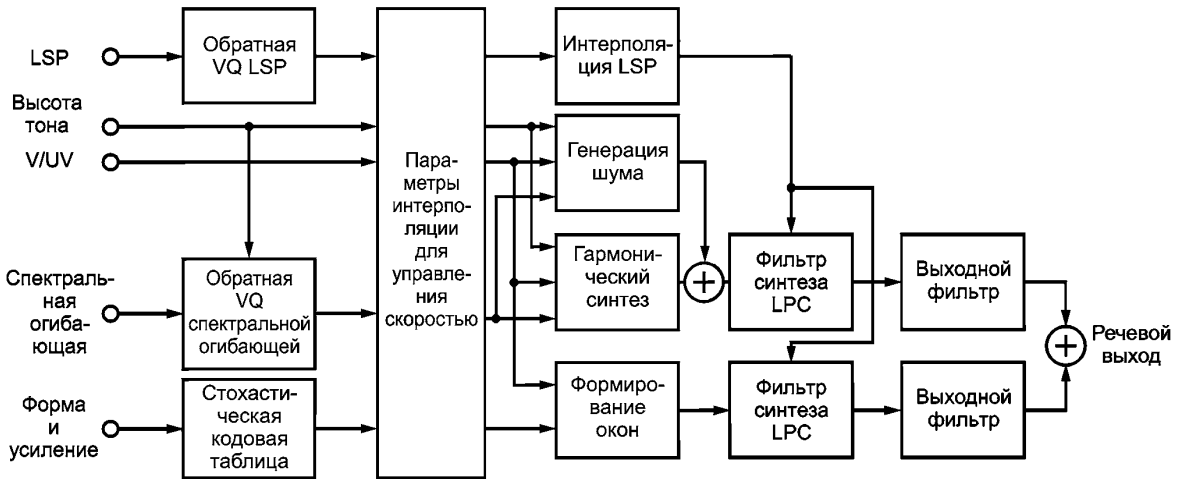 LSP
Обратная
VQ LSP
Высота
тона
V/UV
Спектраль-
ная
огиба-
ющая
Обратная
VQ
спектральной
огибающей
Форма
и
усиление
Стохасти-
ческая
кодовая
таблица
Пара-
метры
интерпо-
ляции
для
управле-
ния
скоростью
Интерполя-
ция LSP
Генерация
шума
Гармони-
ческий
синтез
Формиро-
вание
окон
Фильтр
синтеза
LPC
Фильтр
синтеза
LPC
Выходной
фильтр
Выходной
фильтр
Речевой
выход